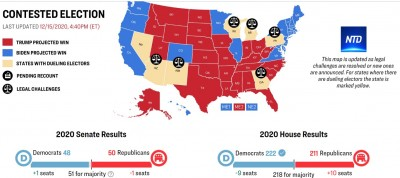 CONTESTED ELECTION
LAST UPDATED 12/15/2020, 4:40PM (ET)
TRUMP PROJECTED WIN
BIDEN PROJECTED WIN
STATES WITH DUELING ELECTORS
PENDING RECOUNT
LEGAL CHALLENGES
ME1 ME2 NE2
NTD
This map is updated as legal
challenges are resolved or new ones
are announced. For states where there
are dueling electors the state is
marked yellow.
2020 Senate Results
Democrats 48
50 Republicans
+1 seats
51 for majority
-1 seats
2020 House Results
Democrats 222
211 Republicans
-9 seats
218 for majority
+10 seats